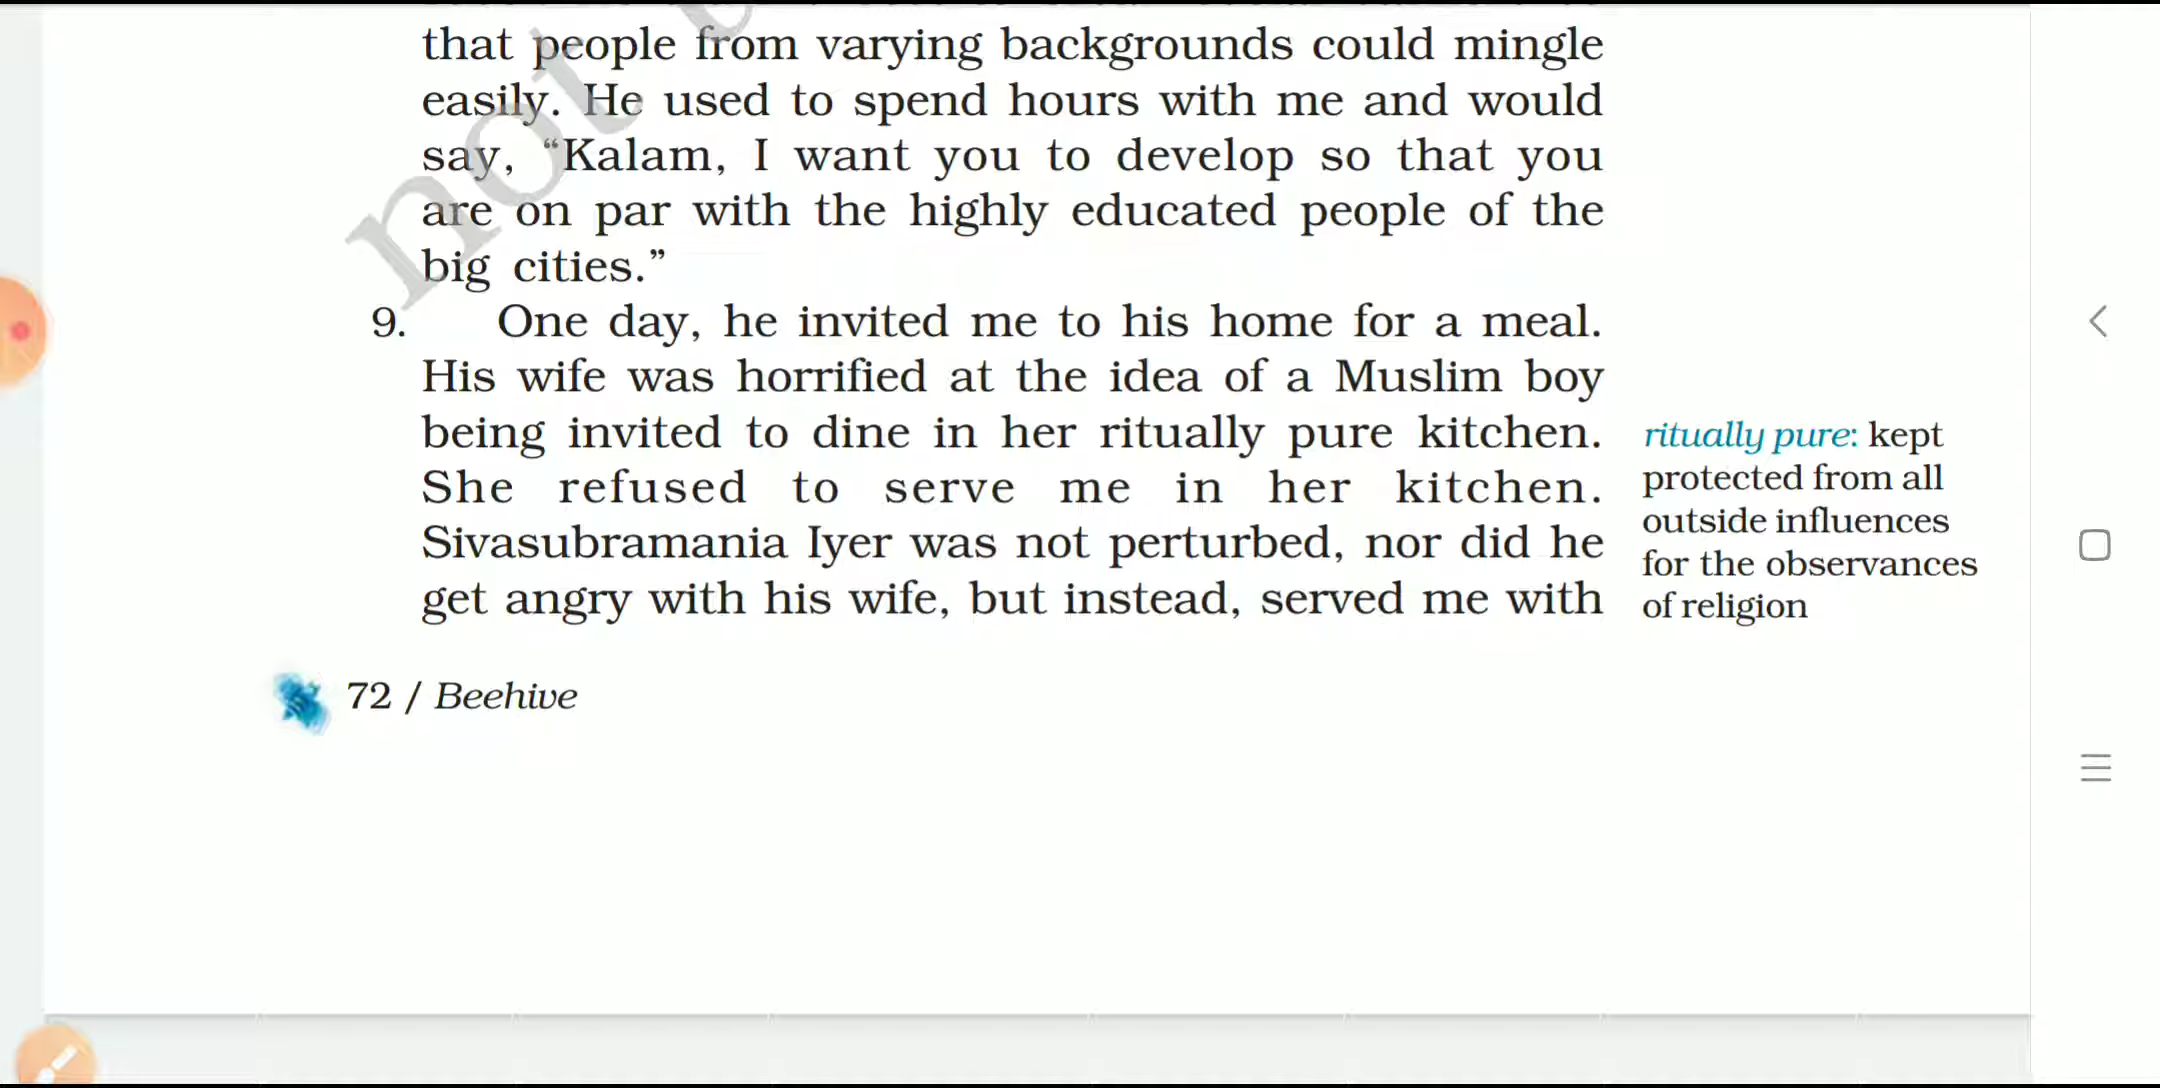 that people from varying backgrounds could mingle
easily. He used to spend hours with me and would
say, “Kalam, I want you to develop so that you
are on par with the highly educated people of the
big cities.”
9. One day, he invited me to his home for a meal.
His wife was horrified at the idea of a Muslim boy
being invited to dine in her ritually pure kitchen.
She refused to serve me in her kitchen.
Sivasubramania Iyer was not perturbed, nor did he
get angry with his wife, but instead, served me with
ritually pure: kept
protected from all
outside influences
for the observances
of religion
72 / Beehive
not